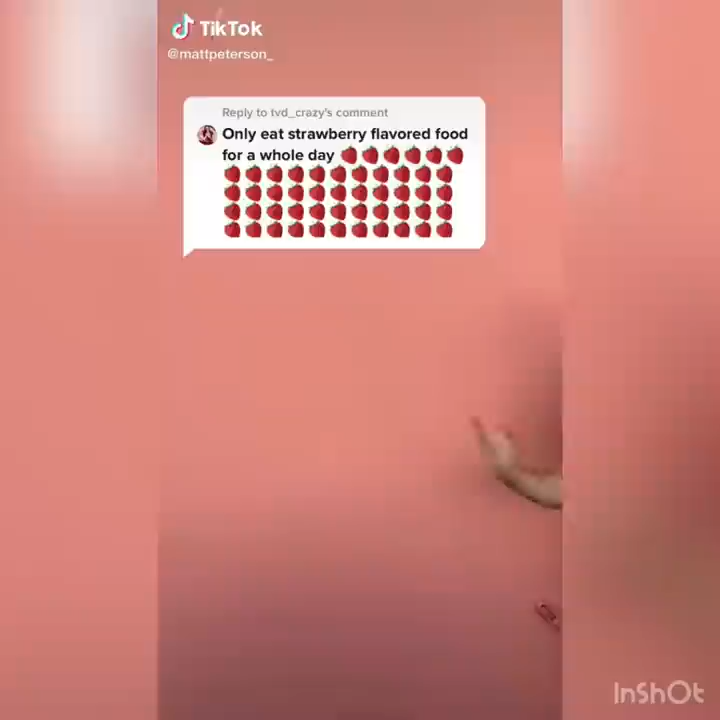 TikTok
@mattpeterson_
Reply to tvd_crazy's comment
Only eat strawberry flavored food
for a whole day 🍓🍓🍓🍓🍓🍓
🍓🍓🍓🍓🍓🍓🍓🍓🍓🍓🍓
🍓🍓🍓🍓🍓🍓🍓🍓🍓🍓🍓
🍓🍓🍓🍓🍓🍓🍓🍓🍓🍓🍓
🍓🍓🍓🍓🍓🍓🍓🍓🍓🍓🍓
InShOt